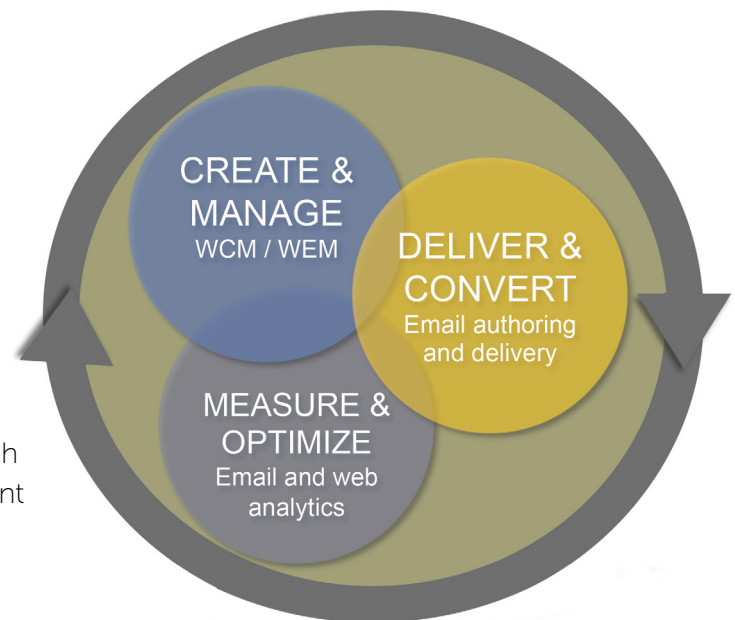 CREATE &
MANAGE
WCM / WEM
DELIVER &
CONVERT
Email authoring
and delivery
MEASURE &
OPTIMIZE
Email and web
analytics